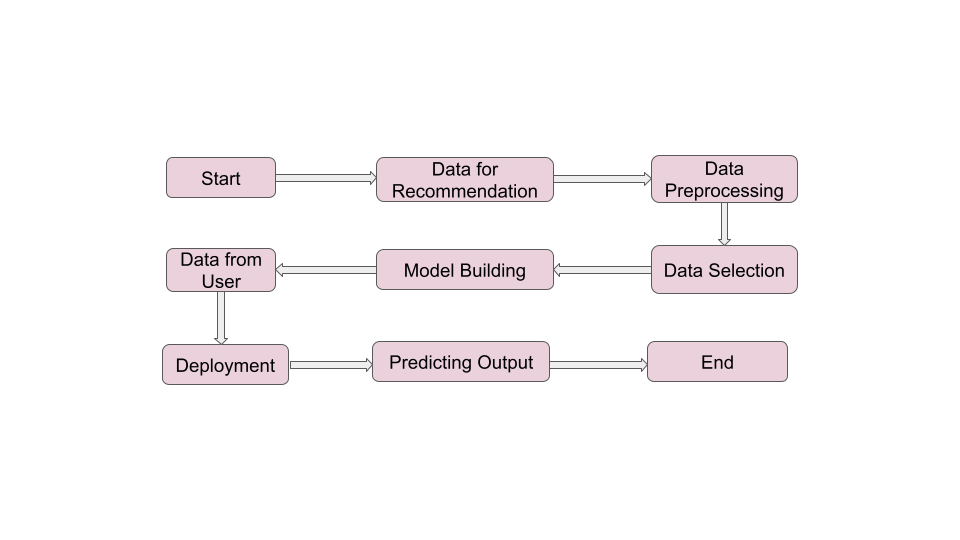 Start
Data for
Recommendation
Data
Preprocessing
Data from
User
Model Building
Data Selection
Deployment
Predicting Output
End